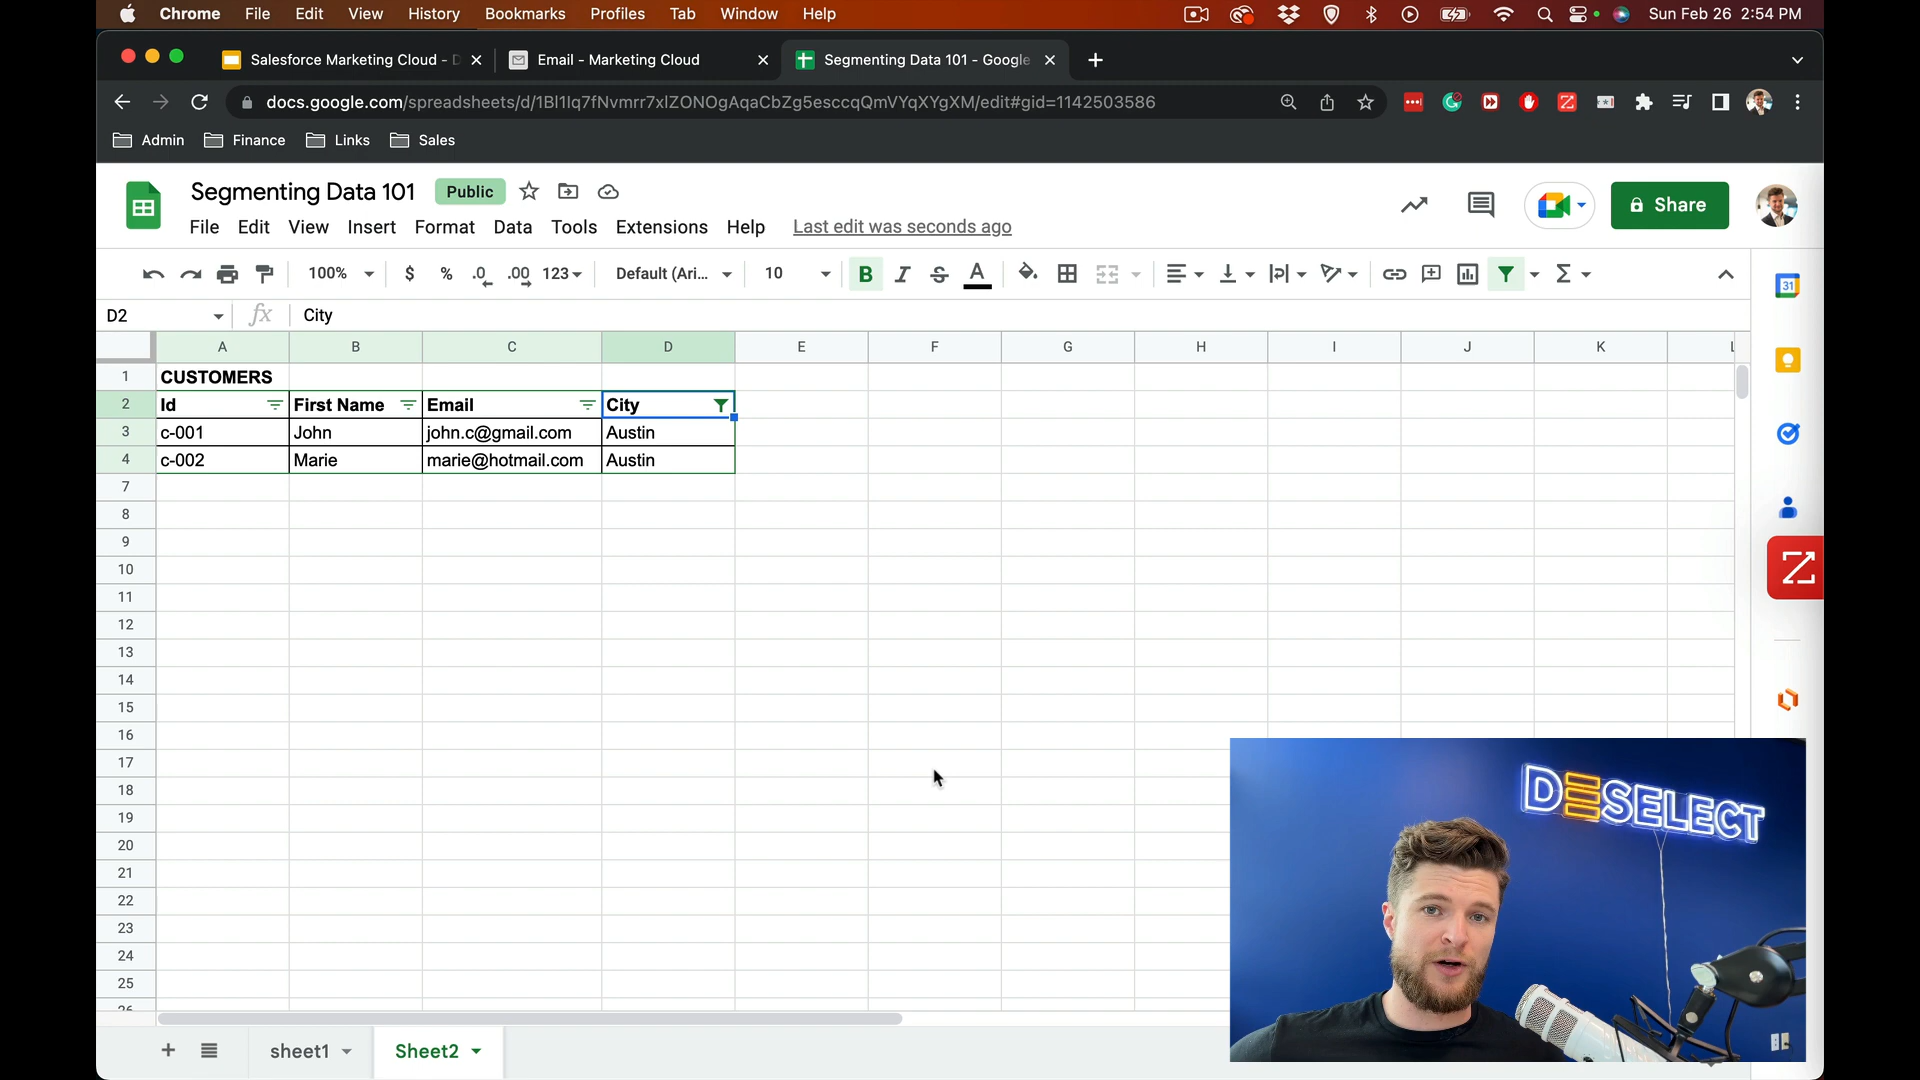 Chrome File Edit View History Bookmarks Profiles Tab Window Help Sun Feb 26 2:54 PM
Salesforce Marketing Cloud - D Email - Marketing Cloud Segmenting Data 101 - Google
docs.google.com/spreadsheets/d/1Bl1Iq7fNvmrr7xIZONOgAqaCbZg5esccqQmVYqXYgXM/edit#gid=1142503586
Admin Finance Links Sales
Segmenting Data 101 Public
Share
File Edit View Insert Format Data Tools Extensions Help Last edit was seconds ago
100% $ % .0 .00 123 Default (Ari... 10 B I S A Σ
31
D2 fx City
A B C D E F G H I J K L
1 CUSTOMERS
2 Id First Name Email City
3 c-001 John john.c@gmail.com Austin
4 c-002 Marie marie@hotmail.com Austin
7
8
9
10
11
12
13
14
15
16
17
18
19
20
21
22
23
24
25
26
DESELECT
sheet1 Sheet2